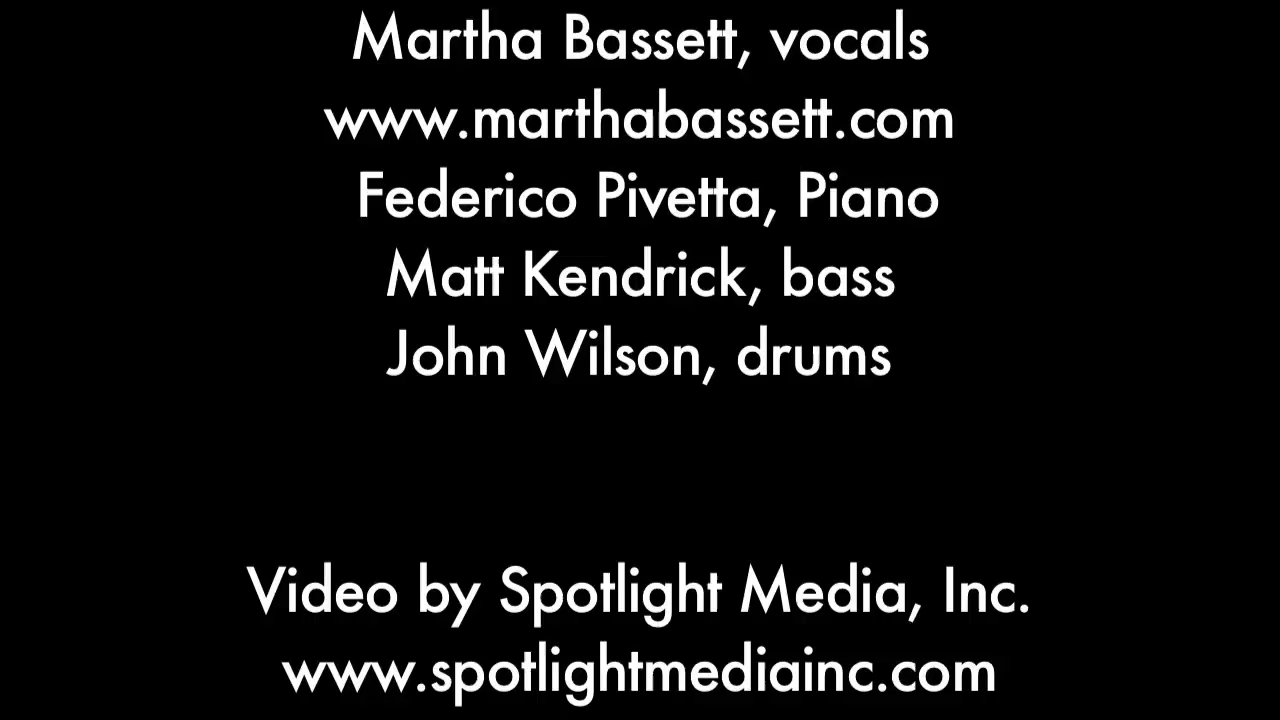 Martha Bassett, vocals
www.marthabassett.com
Federico Pivetta, Piano
Matt Kendrick, bass
John Wilson, drums
Video by Spotlight Media, Inc.
www.spotlightmediainc.com